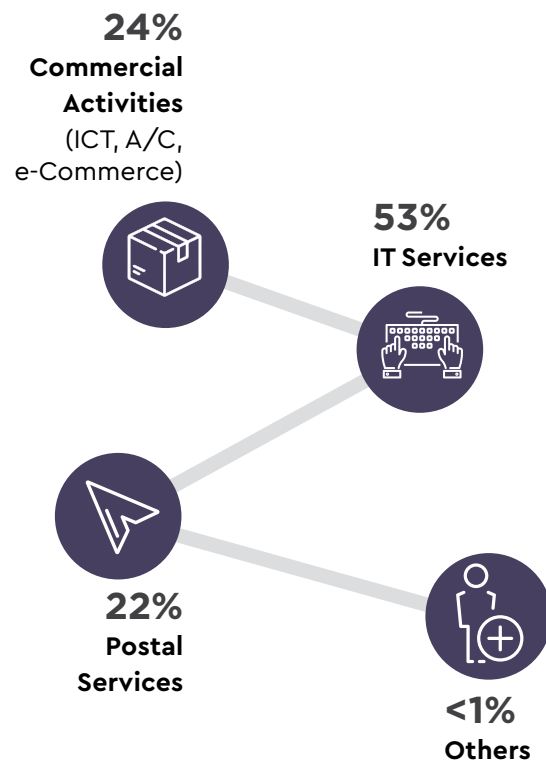 24%
Commercial
Activities
(ICT, A/C,
e-Commerce)
53%
IT Services
22%
Postal
Services
<1%
Others